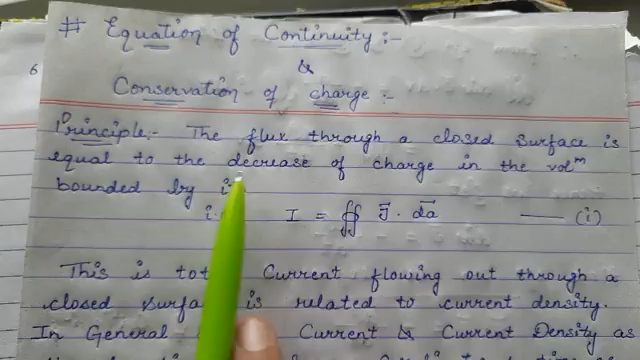 # Equation of Continuity :-
&
Conservation of charge :-
6
Principle :- The flux through a closed surface is
equal to the decrease of charge in the volm
bounded by
I = ∯ J⃗ . da⃗ —— (i)
This is Current flowing out through a
closed surface is related to current density.
In General Current & Current Density as